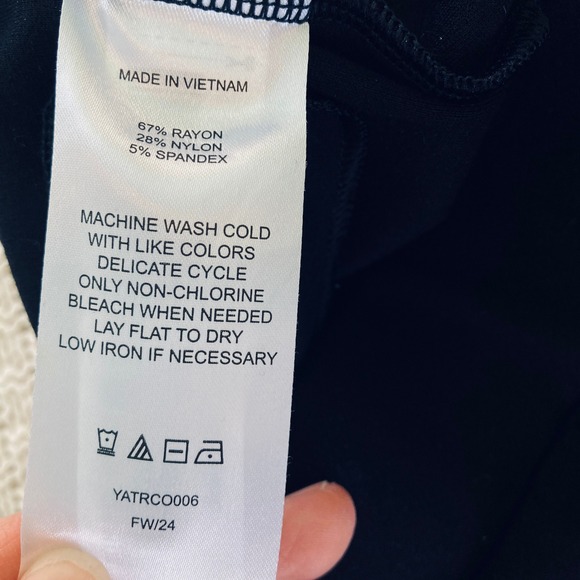 MADE IN VIETNAM
67% RAYON
28% NYLON
5% SPANDEX
MACHINE WASH COLD
WITH LIKE COLORS
DELICATE CYCLE
ONLY NON-CHLORINE
BLEACH WHEN NEEDED
LAY FLAT TO DRY
LOW IRON IF NECESSARY
YATRCO006
FW/24